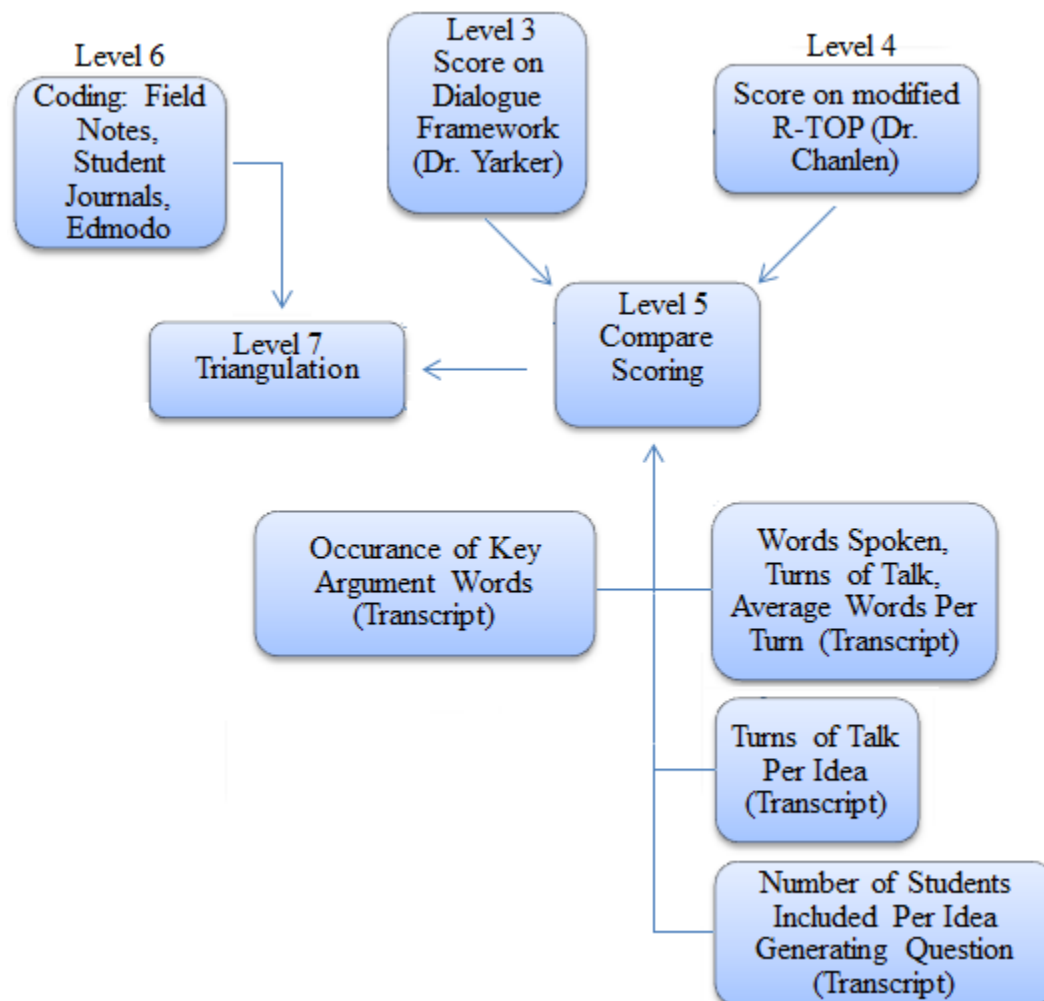 Level 6
Coding: Field
Notes,
Student
Journals,
Edmodo
Level 3
Score on
Dialogue
Framework
(Dr. Yarker)
Level 4
Score on modified
R-TOP (Dr.
Chanlen)
Level 7
Triangulation
Level 5
Compare
Scoring
Occurance of Key
Argument Words
(Transcript)
Words Spoken,
Turns of Talk,
Average Words Per
Turn (Transcript)
Turns of Talk
Per Idea
(Transcript)
Number of Students
Included Per Idea
Generating Question
(Transcript)